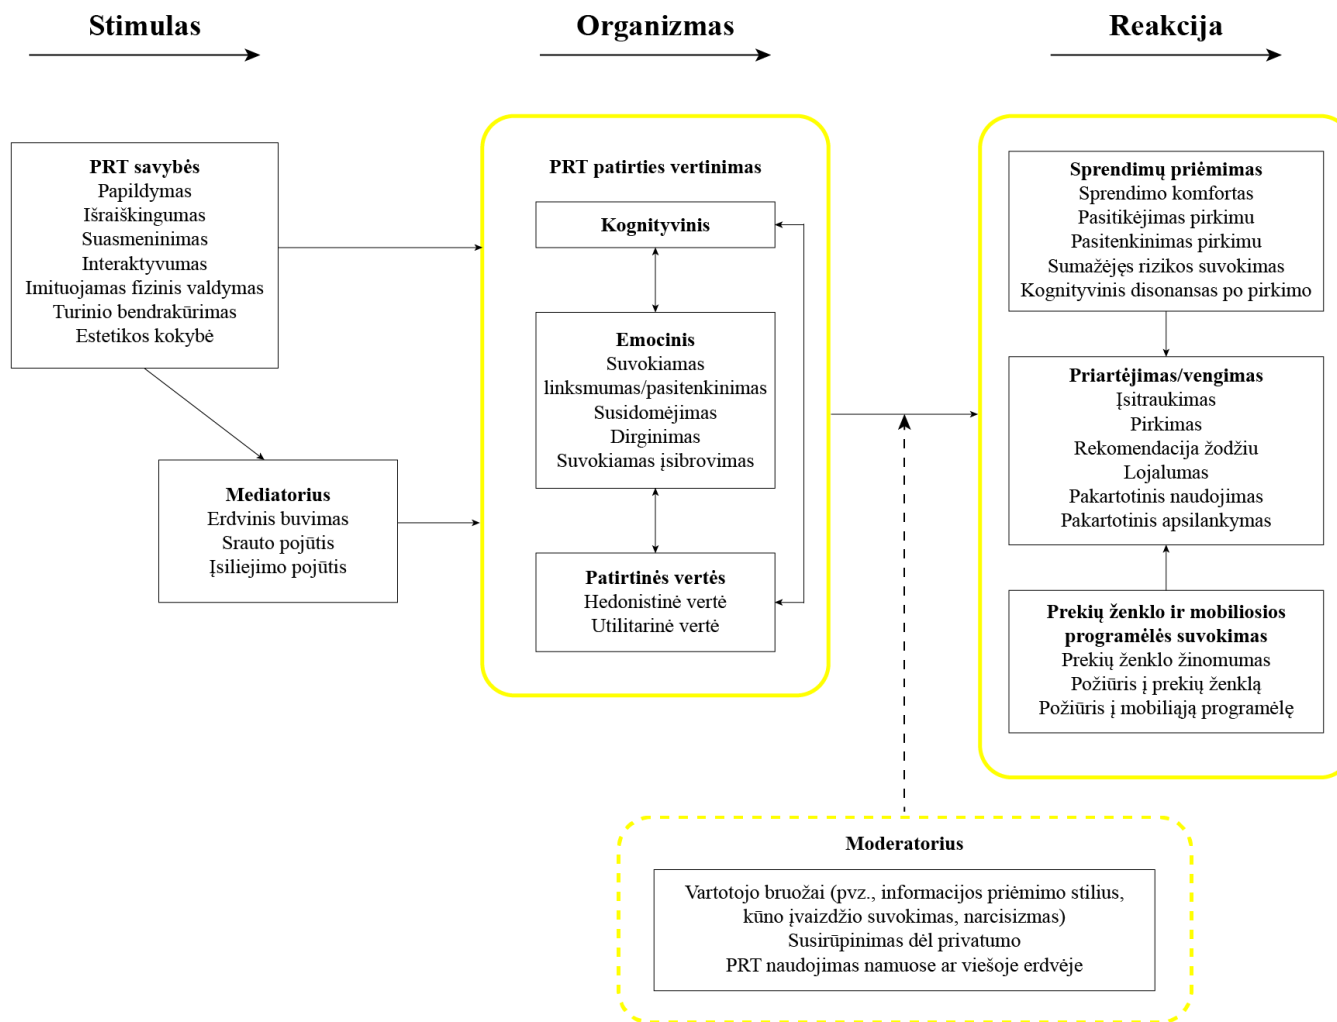 Stimulas
Organizmas
Reakcija
PRT savybės
Papildymas
Išraiškingumas
Suasmeninimas
Interaktyvumas
Imituojamas fizinis valdymas
Turinio bendrakūrimas
Estetikos kokybė
Mediatorius
Erdvinis buvimas
Srauto pojūtis
Įsiliejimo pojūtis
PRT patirties vertinimas
Kognityvinis
Emocinis
Suvokiamas
linksmumas/pasitenkinimas
Susidomėjimas
Dirginimas
Suvokiamas įsibrovimas
Patirtinės vertės
Hedonistinė vertė
Utilitarinė vertė
Sprendimų priėmimas
Sprendimo komfortas
Pasitikėjimas pirkimu
Pasitenkinimas pirkimu
Sumažėjęs rizikos suvokimas
Kognityvinis disonansas po pirkimo
Priartėjimas/vengimas
Įsitraukimas
Pirkimas
Rekomendacija žodžiu
Lojalumas
Pakartotinis naudojimas
Pakartotinis apsilankymas
Prekių ženklo ir mobiliosios
programėlės suvokimas
Prekių ženklo žinomumas
Požiūris į prekių ženklą
Požiūris į mobiliąją programėlę
Moderatorius
Vartotojo bruožai (pvz., informacijos priėmimo stilius,
kūno įvaizdžio suvokimas, narcisizmas)
Susirūpinimas dėl privatumo
PRT naudojimas namuose ar viešoje erdvėje